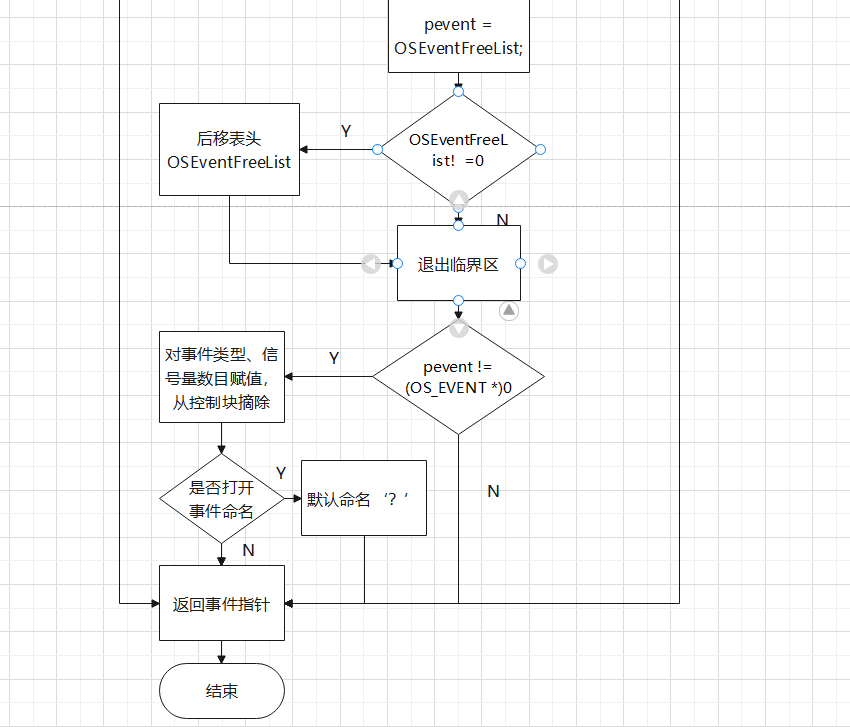 pevent =
OSEventFreeList;
OSEventFreeL
ist！=0
Y
后移表头
OSEventFreeList
N
退出临界区
pevent !=
(OS_EVENT *)0
Y
对事件类型、信
号量数目赋值，
从控制块摘除
N
是否打开
事件命名
Y
默认命名‘？‘
N
返回事件指针
结束